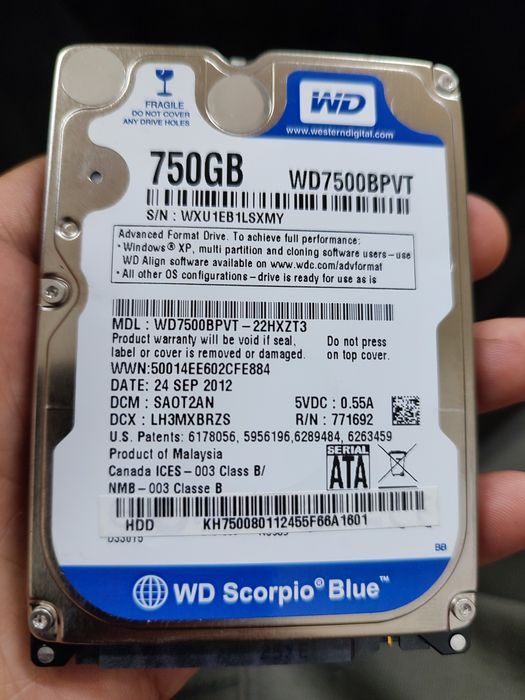 FRAGILE
DO NOT COVER
ANY DRIVE HOLES
WD
www.westerndigital.com
750GB WD7500BPVT
S/N : WXU1EB1LSXMY
Advanced Format Drive. To achieve full performance:
• Windows® XP, multi partition and cloning software users - use
WD Align software available on www.wdc.com/advformat
• All other OS configurations - drive is ready for use as is
MDL : WD7500BPVT - 22HXZT3
Product warranty will be void if seal, Do not press
label or cover is removed or damaged. on top cover.
WWN:50014EE602CFE884
DATE: 24 SEP 2012
DCM : SAOT2AN 5VDC : 0.55A
DCX : LH3MXBRZS R/N : 771692
U.S. Patents: 6178056, 5956196,6289484, 6263459
Product of Malaysia
Canada ICES - 003 Class B/
NMB - 003 Classe B
SERIAL
ATA
HDD KH750080112455F66A1601
BB
WD Scorpio® Blue™